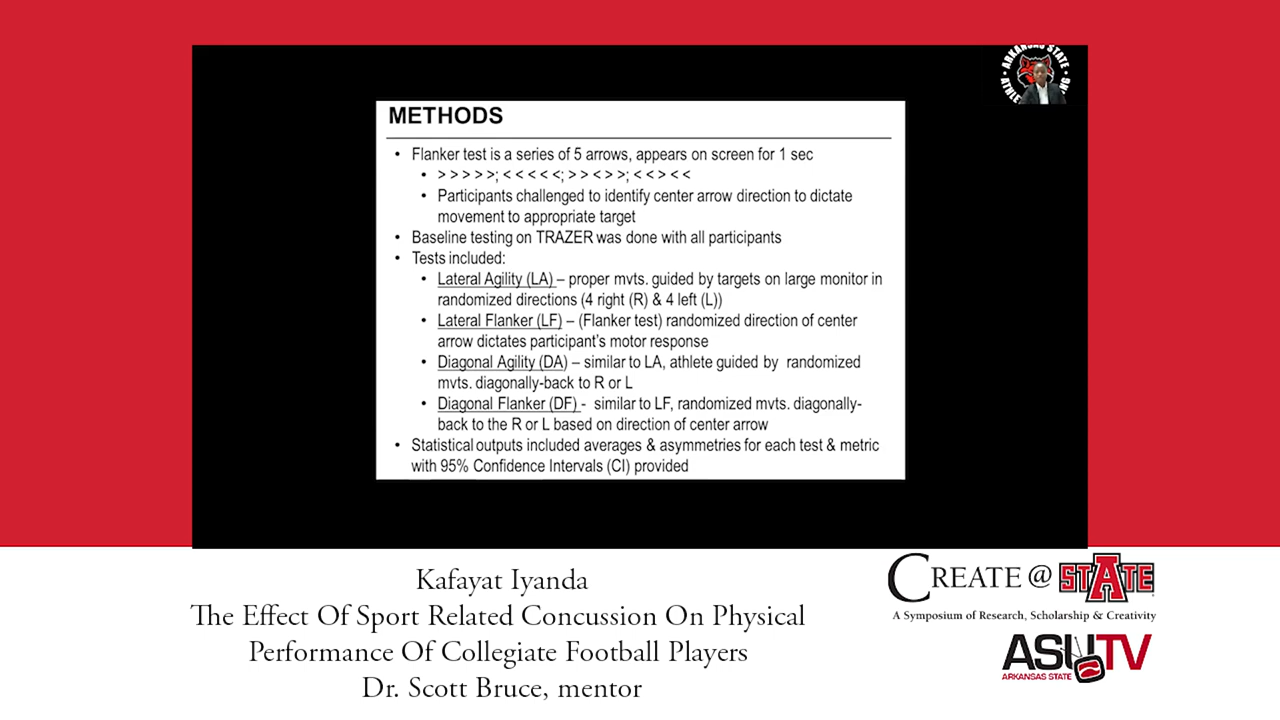 ARKANSAS STATE
METHODS
• Flanker test is a series of 5 arrows, appears on screen for 1 sec
• > > > > >; < < < < <; > > < > >; < < > < <
• Participants challenged to identify center arrow direction to dictate
movement to appropriate target
• Baseline testing on TRAZER was done with all participants
• Tests included:
• Lateral Agility (LA) – proper mvts. guided by targets on large monitor in
randomized directions (4 right (R) & 4 left (L))
• Lateral Flanker (LF) – (Flanker test) randomized direction of center
arrow dictates participant's motor response
• Diagonal Agility (DA) – similar to LA, athlete guided by randomized
mvts. diagonally-back to R or L
• Diagonal Flanker (DF) - similar to LF, randomized mvts. diagonally-
back to the R or L based on direction of center arrow
• Statistical outputs included averages & asymmetries for each test & metric
with 95% Confidence Intervals (CI) provided
Kafayat Iyanda
The Effect Of Sport Related Concussion On Physical
Performance Of Collegiate Football Players
Dr. Scott Bruce, mentor
CREATE @ STATE
A Symposium of Research, Scholarship & Creativity
ASUTV
ARKANSAS STATE